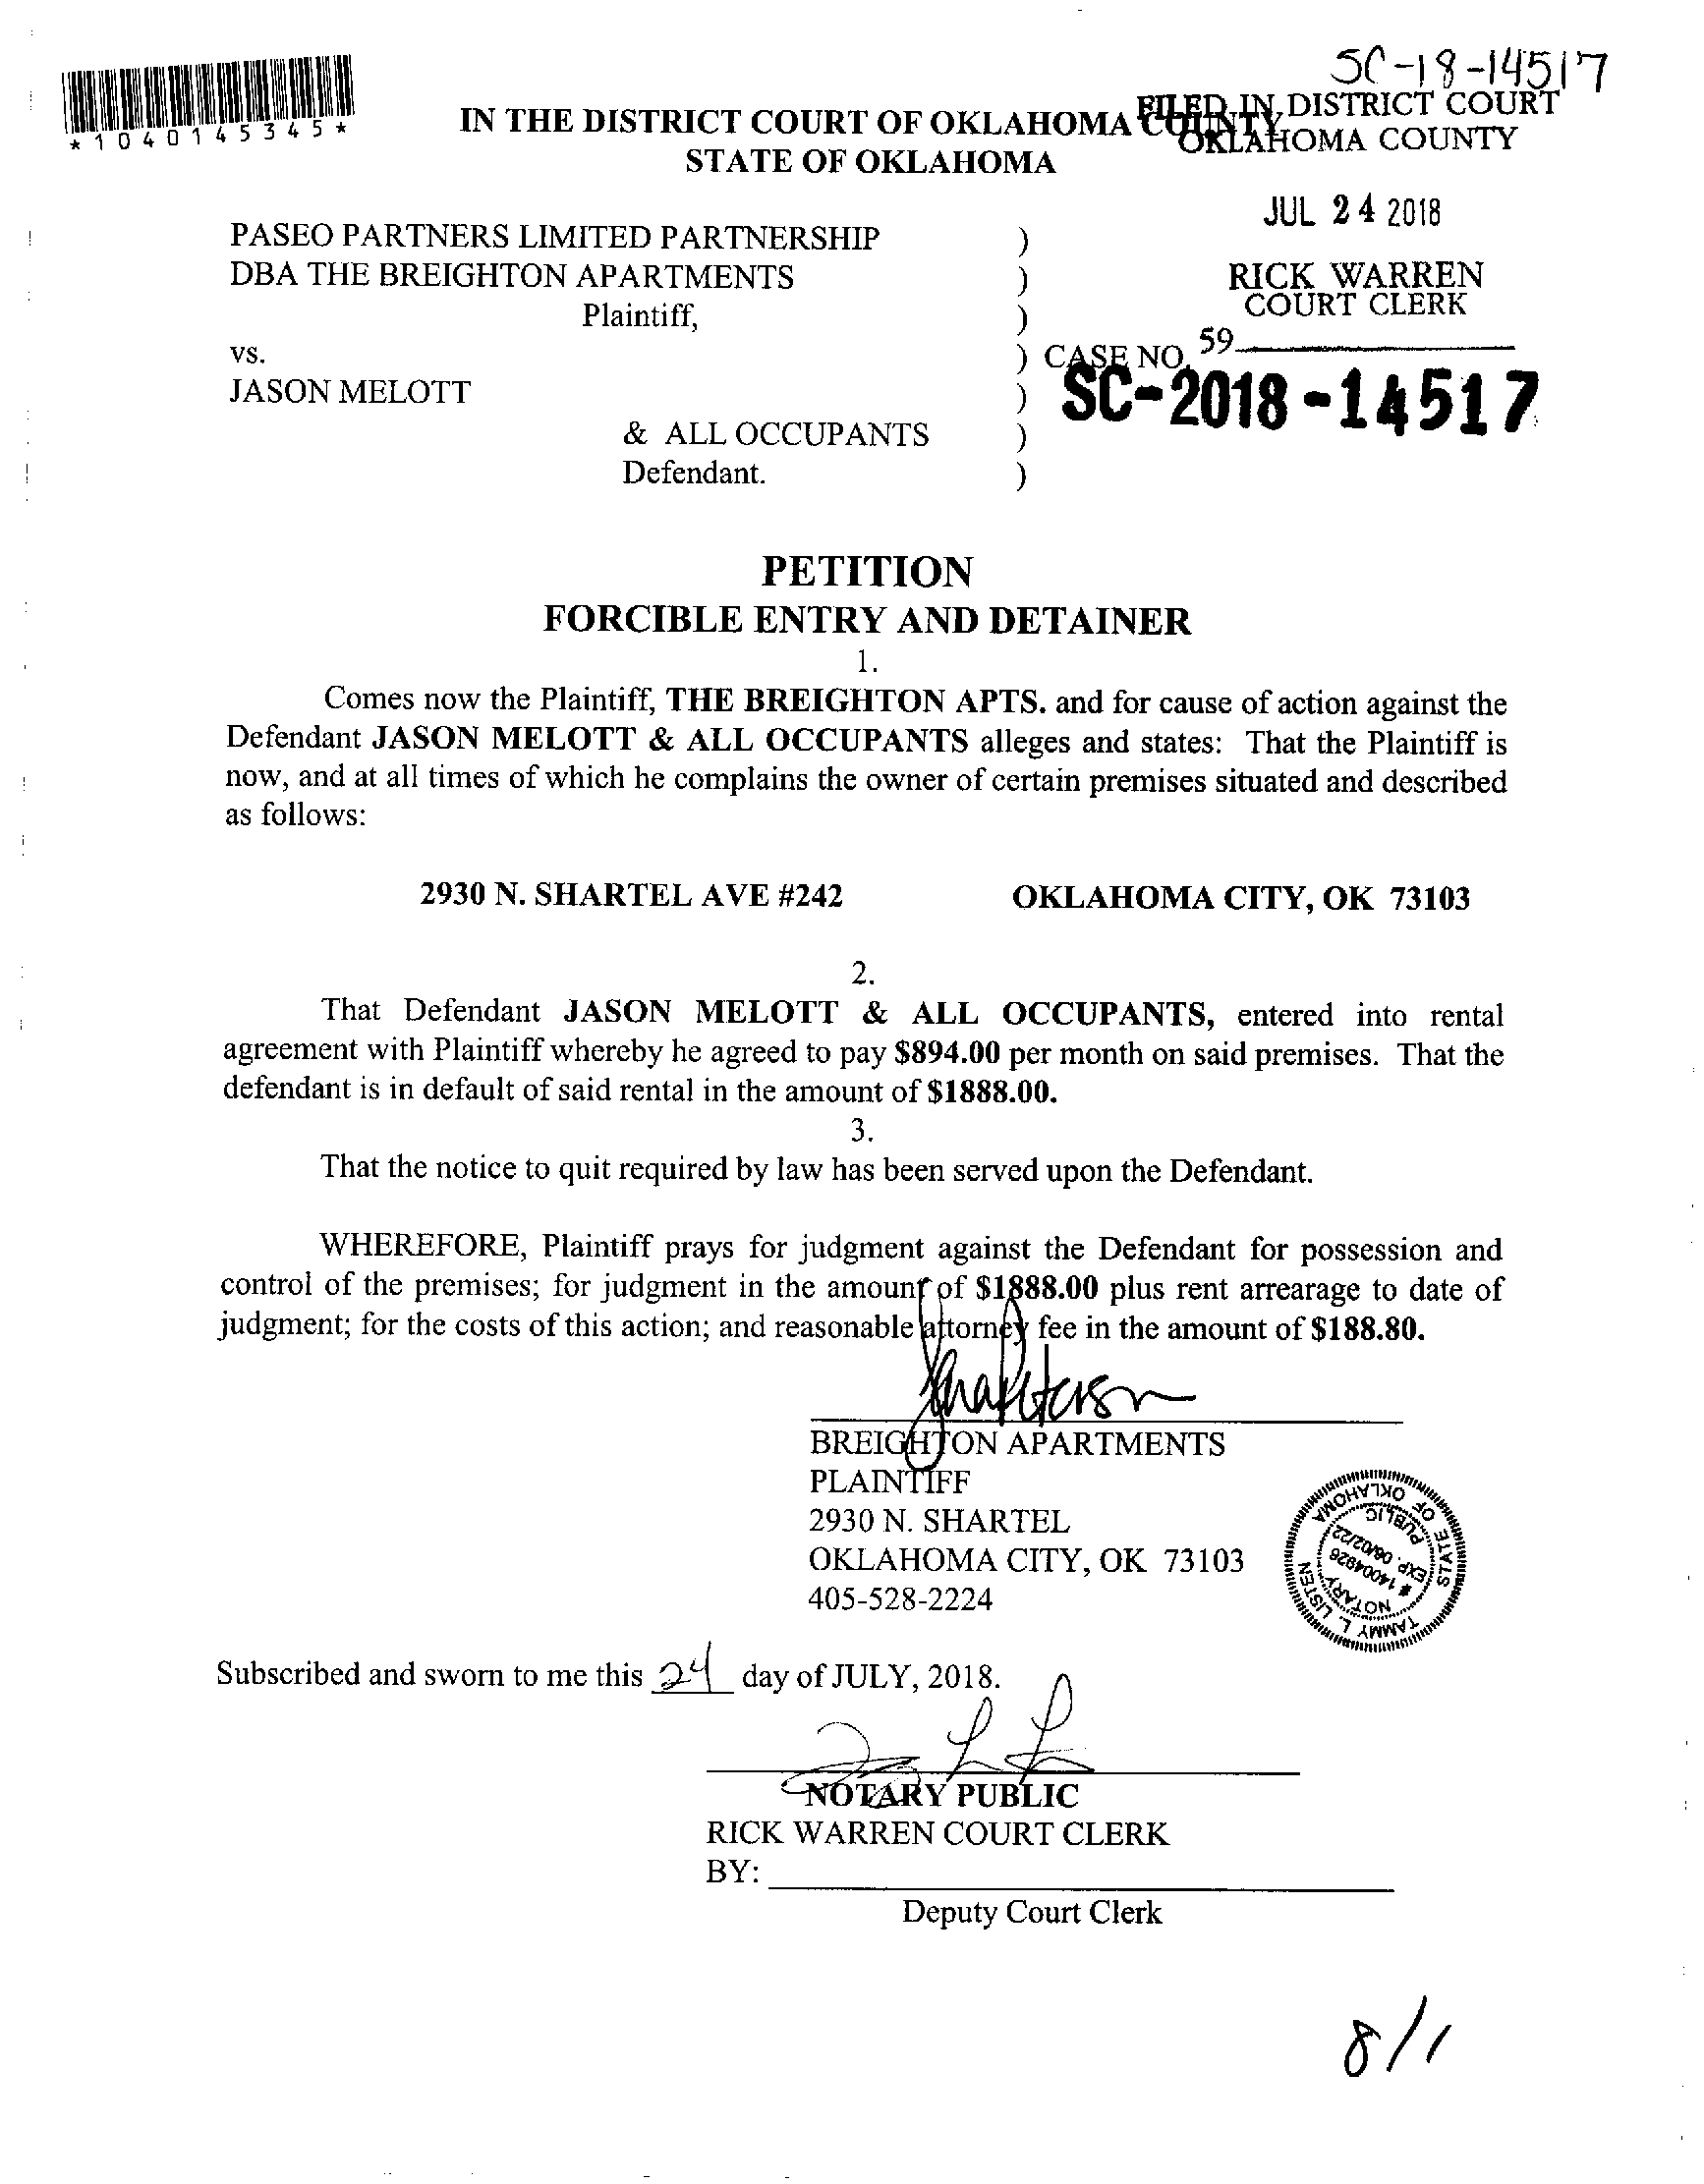 SC-18-14517
*1040145345*
IN THE DISTRICT COURT OF OKLAHOMA COUNTY
STATE OF OKLAHOMA
FILED IN DISTRICT COURT
OKLAHOMA COUNTY
JUL 24 2018
RICK WARREN
COURT CLERK
59
PASEO PARTNERS LIMITED PARTNERSHIP )
DBA THE BREIGHTON APARTMENTS )
Plaintiff, )
vs. ) CASE NO.
SC-2018-14517
JASON MELOTT )
& ALL OCCUPANTS )
Defendant. )
PETITION
FORCIBLE ENTRY AND DETAINER
1.
Comes now the Plaintiff, THE BREIGHTON APTS. and for cause of action against the
Defendant JASON MELOTT & ALL OCCUPANTS alleges and states: That the Plaintiff is
now, and at all times of which he complains the owner of certain premises situated and described
as follows:
2930 N. SHARTEL AVE #242 OKLAHOMA CITY, OK 73103
2.
That Defendant JASON MELOTT & ALL OCCUPANTS, entered into rental
agreement with Plaintiff whereby he agreed to pay $894.00 per month on said premises. That the
defendant is in default of said rental in the amount of $1888.00.
3.
That the notice to quit required by law has been served upon the Defendant.
WHEREFORE, Plaintiff prays for judgment against the Defendant for possession and
control of the premises; for judgment in the amount of $1888.00 plus rent arrearage to date of
judgment; for the costs of this action; and reasonable attorney fee in the amount of $188.80.
BREIGHTON APARTMENTS
PLAINTIFF
2930 N. SHARTEL
OKLAHOMA CITY, OK 73103
405-528-2224
TAMMY L. LISTEN
NOTARY PUBLIC
# 14004926
EXP. 06/02/22
STATE OF OKLAHOMA
Subscribed and sworn to me this 24 day of JULY, 2018.
NOTARY PUBLIC
RICK WARREN COURT CLERK
BY:
Deputy Court Clerk
8/1